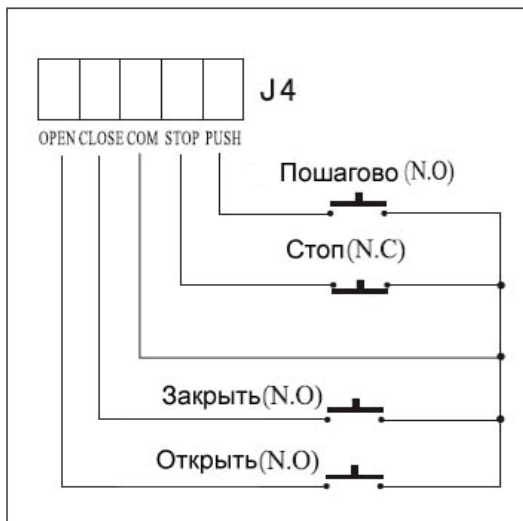 J4
OPEN CLOSE COM STOP PUSH
Пошагово (N.O)
Стоп(N.C)
Закрыть(N.O)
Открыть(N.O)